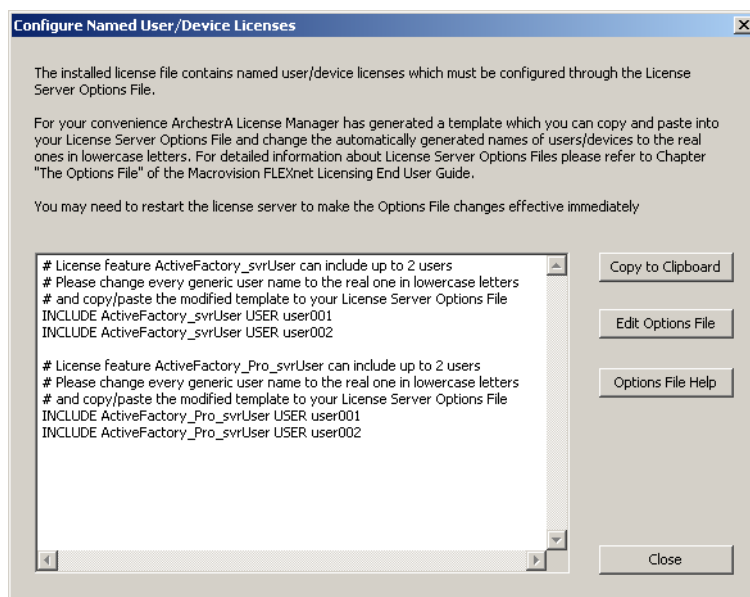 Configure Named User/Device Licenses
The installed license file contains named user/device licenses which must be configured through the License
Server Options File.
For your convenience ArchestrA License Manager has generated a template which you can copy and paste into
your License Server Options File and change the automatically generated names of users/devices to the real
ones in lowercase letters. For detailed information about License Server Options Files please refer to Chapter
"The Options File" of the Macrovision FLEXnet Licensing End User Guide.
You may need to restart the license server to make the Options File changes effective immediately
# License feature ActiveFactory_svrUser can include up to 2 users
# Please change every generic user name to the real one in lowercase letters
# and copy/paste the modified template to your License Server Options File
INCLUDE ActiveFactory_svrUser USER user001
INCLUDE ActiveFactory_svrUser USER user002
# License feature ActiveFactory_Pro_svrUser can include up to 2 users
# Please change every generic user name to the real one in lowercase letters
# and copy/paste the modified template to your License Server Options File
INCLUDE ActiveFactory_Pro_svrUser USER user001
INCLUDE ActiveFactory_Pro_svrUser USER user002
Copy to Clipboard
Edit Options File
Options File Help
Close